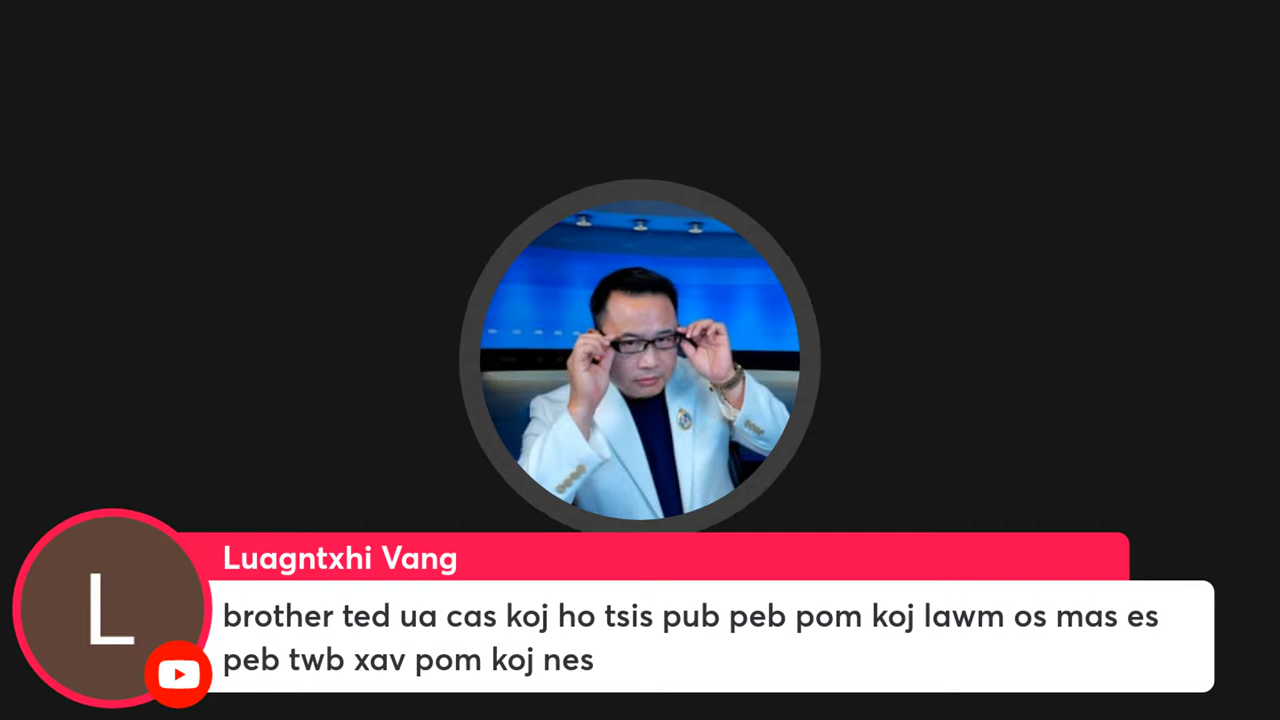 Luagntxhi Vang
L
brother ted ua cas koj ho tsis pub peb pom koj lawm os mas es
peb twb xav pom koj nes